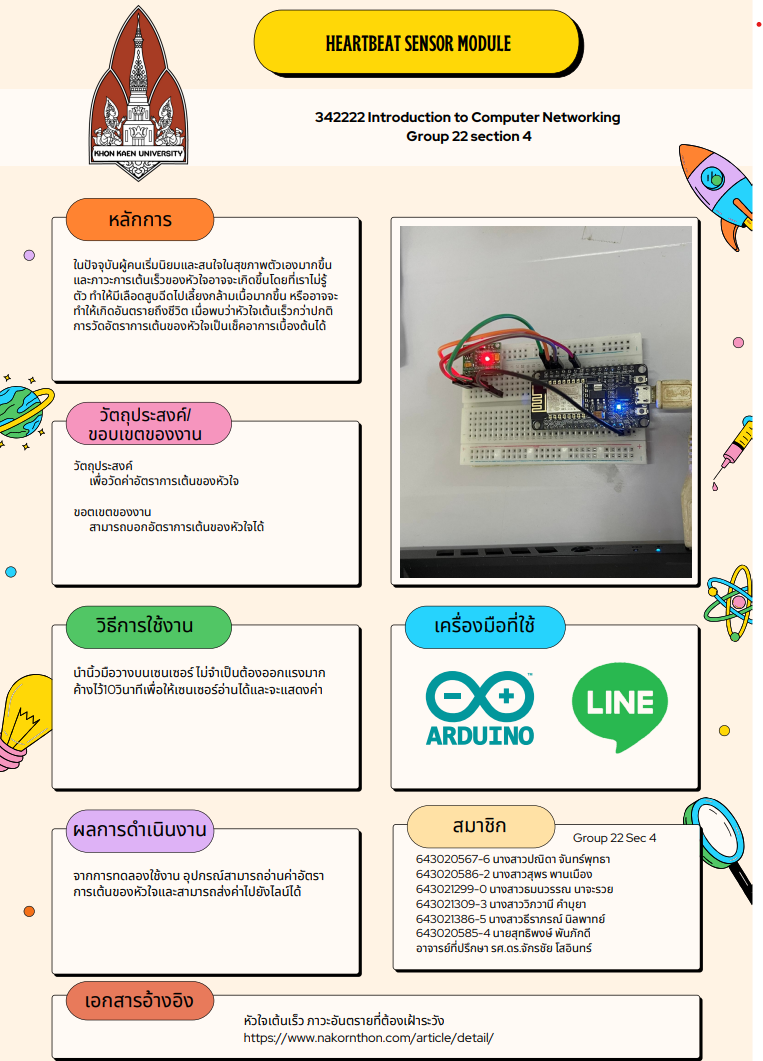 HEARTBEAT SENSOR MODULE
KHON KAEN UNIVERSITY
342222 Introduction to Computer Networking
Group 22 section 4
หลักการ
ในปัจจุบันผู้คนเริ่มนิยมและสนใจในสุขภาพตัวเองมากขึ้น
และภาวะการเต้นเร็วของหัวใจอาจจะเกิดขึ้นโดยที่เราไม่รู้
ตัว ทำให้มีเลือดสูบฉีดไปเลี้ยงกล้ามเนื้อมากขึ้น หรืออาจจะ
ทำให้เกิดอันตรายถึงชีวิต เมื่อพบว่าหัวใจเต้นเร็วกว่าปกติ
การวัดอัตราการเต้นของหัวใจเป็นเช็คอาการเบื้องต้นได้
วัตถุประสงค์/
ขอบเขตของงาน
วัตถุประสงค์
เพื่อวัดค่าอัตราการเต้นของหัวใจ
ขอตเขตของงาน
สามารถบอกอัตราการเต้นของหัวใจได้
วิธีการใช้งาน
นำนิ้วมือวางบนเซนเซอร์ ไม่จำเป็นต้องออกแรงมาก
ค้างไว้10วินาทีเพื่อให้เซนเซอร์อ่านได้และจะแสดงค่า
เครื่องมือที่ใช้
ARDUINO
TM
LINE
ผลการดำเนินงาน
จากการทดลองใช้งาน อุปกรณ์สามารถอ่านค่าอัตรา
การเต้นของหัวใจและสามารถส่งค่าไปยังไลน์ได้
สมาชิก
Group 22 Sec 4
643020567-6 นางสาวปณิดา จันทร์พุทธา
643020586-2 นางสาวสุพร พานเมือง
643021299-0 นางสาวธมนวรรณ นาจะรวย
643021309-3 นางสาววิภวานี คำบุยา
643021386-5 นางสาวธีราภรณ์ นิลพาทย์
643020585-4 นายสุทธิพงษ์ พันภักดี
อาจารย์ที่ปรึกษา รศ.ดร.จักรชัย โสอินทร์
เอกสารอ้างอิง
หัวใจเต้นเร็ว ภาวะอันตรายที่ต้องเฝ้าระวัง
https://www.nakornthon.com/article/detail/